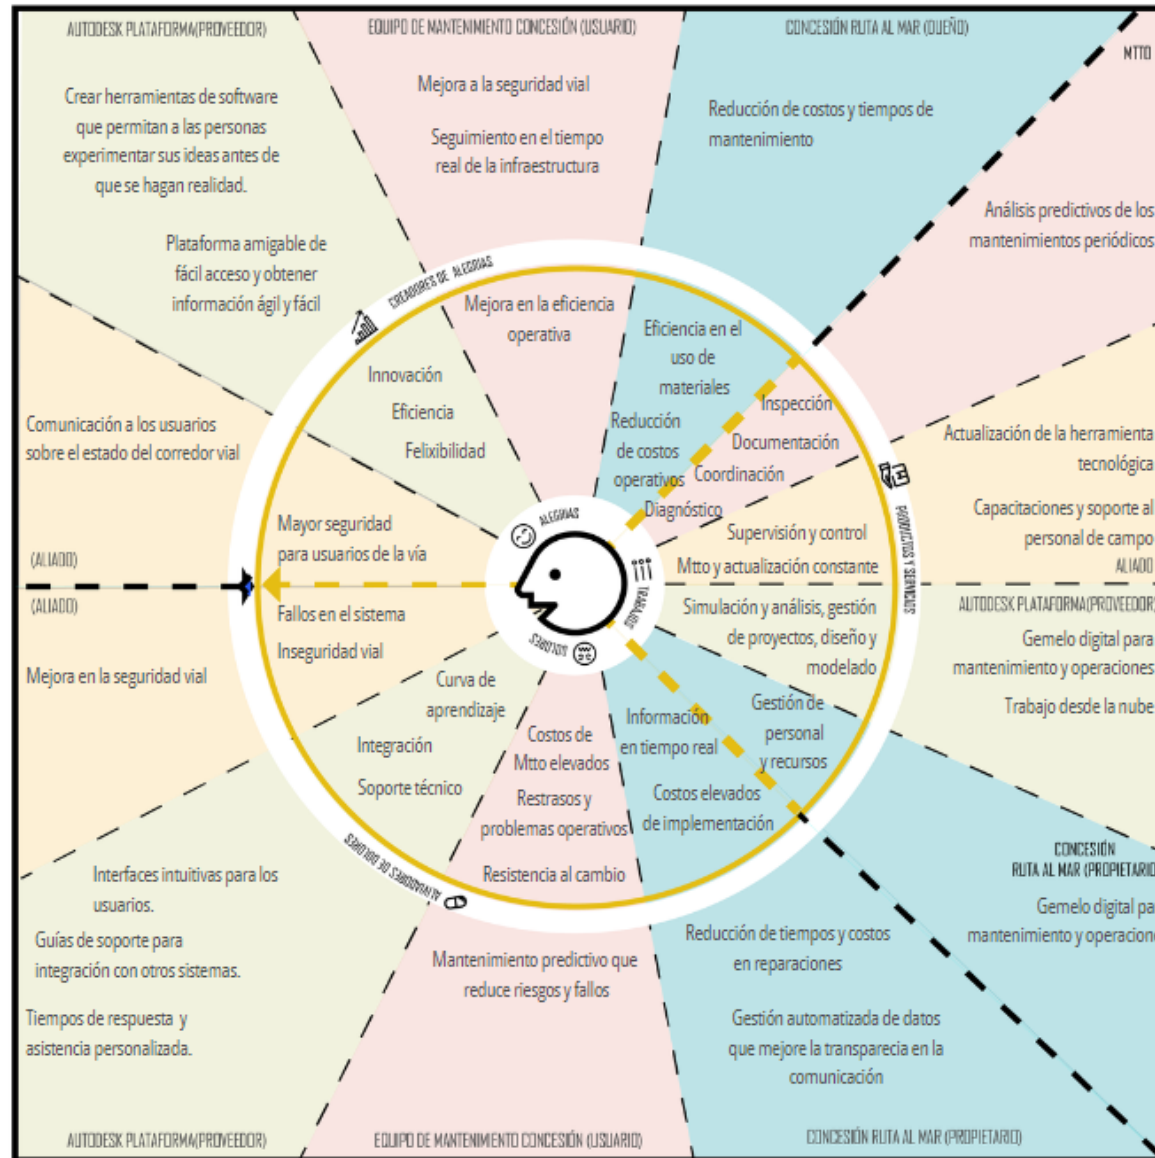 AUTODESK PLATAFORMA(PROVEEDOR)
EQUIPO DE MANTENIMIENTO CONCESIÓN (USUARIO)
CONCESIÓN RUTA AL MAR (DUEÑO)
MTTO
Crear herramientas de software
que permitan a las personas
experimentar sus ideas antes de
que se hagan realidad.
Plataforma amigable de
fácil acceso y obtener
información ágil y fácil
Mejora a la seguridad vial
Seguimiento en el tiempo
real de la infraestructura
Reducción de costos y tiempos de
mantenimiento
Análisis predictivos de los
mantenimientos periódicos
CREADORES DE ALEGRIAS
Innovación
Eficiencia
Felixibilidad
Mejora en la eficiencia
operativa
Eficiencia en el
uso de
materiales
Reducción
de costos
operativos
Inspección
Documentación
Coordinación
Diagnóstico
Comunicación a los usuarios
sobre el estado del corredor vial
(ALIADO)
Mayor seguridad
para usuarios de la vía
ALEGRIAS
TRABAJOS
DOLORES
Supervisión y control
Mtto y actualización constante
PRODUCTOS Y SERVICIOS
Actualización de la herramienta
tecnológica
Capacitaciones y soporte al
personal de campo
ALIADO
(ALIADO)
Mejora en la seguridad vial
Fallos en el sistema
Inseguridad vial
Simulación y análisis, gestión
de proyectos, diseño y
modelado
AUTODESK PLATAFORMA(PROVEEDOR)
Gemelo digital para
mantenimiento y operaciones
Trabajo desde la nube
Curva de
aprendizaje
Integración
Soporte técnico
Costos de
Mtto elevados
Restrasos y
problemas operativos
Resistencia al cambio
Información
en tiempo real
Costos elevados
de implementación
Gestión de
personal
y recursos
ALIVIADORES DE DOLORES
CONCESIÓN
RUTA AL MAR (PROPIETARIO
Gemelo digital pa
mantenimiento y operacion
Interfaces intuitivas para los
usuarios.
Guías de soporte para
integración con otros sistemas.
Tiempos de respuesta y
asistencia personalizada.
Mantenimiento predictivo que
reduce riesgos y fallos
Reducción de tiempos y costos
en reparaciones
Gestión automatizada de datos
que mejore la transparecia en la
comunicación
AUTODESK PLATAFORMA(PROVEEDOR)
EQUIPO DE MANTENIMIENTO CONCESIÓN (USUARIO)
CONCESIÓN RUTA AL MAR (PROPIETARIO)